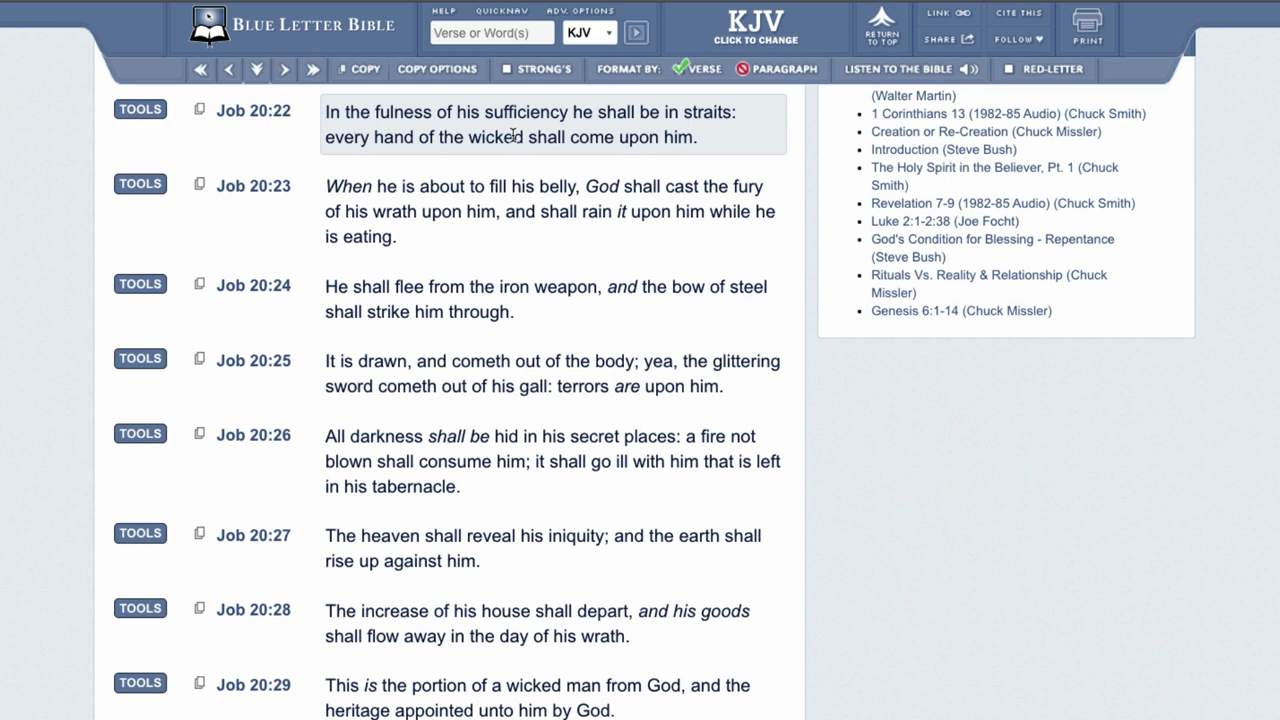 BLUE LETTER BIBLE
HELP QUICKNAV ADV. OPTIONS
Verse or Word(s) KJV
KJV
CLICK TO CHANGE
RETURN
TO TOP
LINK CITE THIS
SHARE FOLLOW
PRINT
COPY COPY OPTIONS STRONG'S FORMAT BY: VERSE PARAGRAPH LISTEN TO THE BIBLE RED-LETTER
TOOLS Job 20:22 In the fulness of his sufficiency he shall be in straits:
every hand of the wicked shall come upon him.
TOOLS Job 20:23 When he is about to fill his belly, God shall cast the fury
of his wrath upon him, and shall rain it upon him while he
is eating.
TOOLS Job 20:24 He shall flee from the iron weapon, and the bow of steel
shall strike him through.
TOOLS Job 20:25 It is drawn, and cometh out of the body; yea, the glittering
sword cometh out of his gall: terrors are upon him.
TOOLS Job 20:26 All darkness shall be hid in his secret places: a fire not
blown shall consume him; it shall go ill with him that is left
in his tabernacle.
TOOLS Job 20:27 The heaven shall reveal his iniquity; and the earth shall
rise up against him.
TOOLS Job 20:28 The increase of his house shall depart, and his goods
shall flow away in the day of his wrath.
TOOLS Job 20:29 This is the portion of a wicked man from God, and the
heritage appointed unto him by God.
(Walter Martin)
1 Corinthians 13 (1982-85 Audio) (Chuck Smith)
Creation or Re-Creation (Chuck Missler)
Introduction (Steve Bush)
The Holy Spirit in the Believer, Pt. 1 (Chuck
Smith)
Revelation 7-9 (1982-85 Audio) (Chuck Smith)
Luke 2:1-2:38 (Joe Focht)
God's Condition for Blessing - Repentance
(Steve Bush)
Rituals Vs. Reality & Relationship (Chuck
Missler)
Genesis 6:1-14 (Chuck Missler)